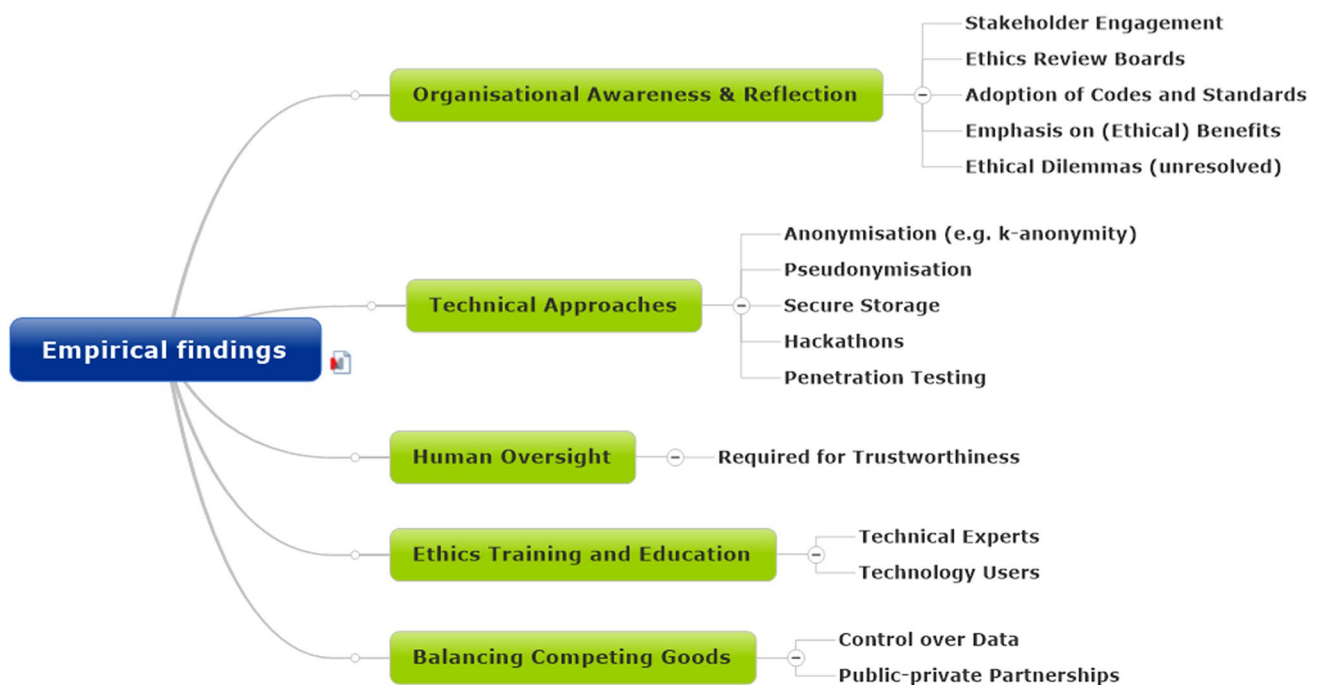 Empirical findings
Organisational Awareness & Reflection
Stakeholder Engagement
Ethics Review Boards
Adoption of Codes and Standards
Emphasis on (Ethical) Benefits
Ethical Dilemmas (unresolved)
Technical Approaches
Anonymisation (e.g. k-anonymity)
Pseudonymisation
Secure Storage
Hackathons
Penetration Testing
Human Oversight
Required for Trustworthiness
Ethics Training and Education
Technical Experts
Technology Users
Balancing Competing Goods
Control over Data
Public-private Partnerships